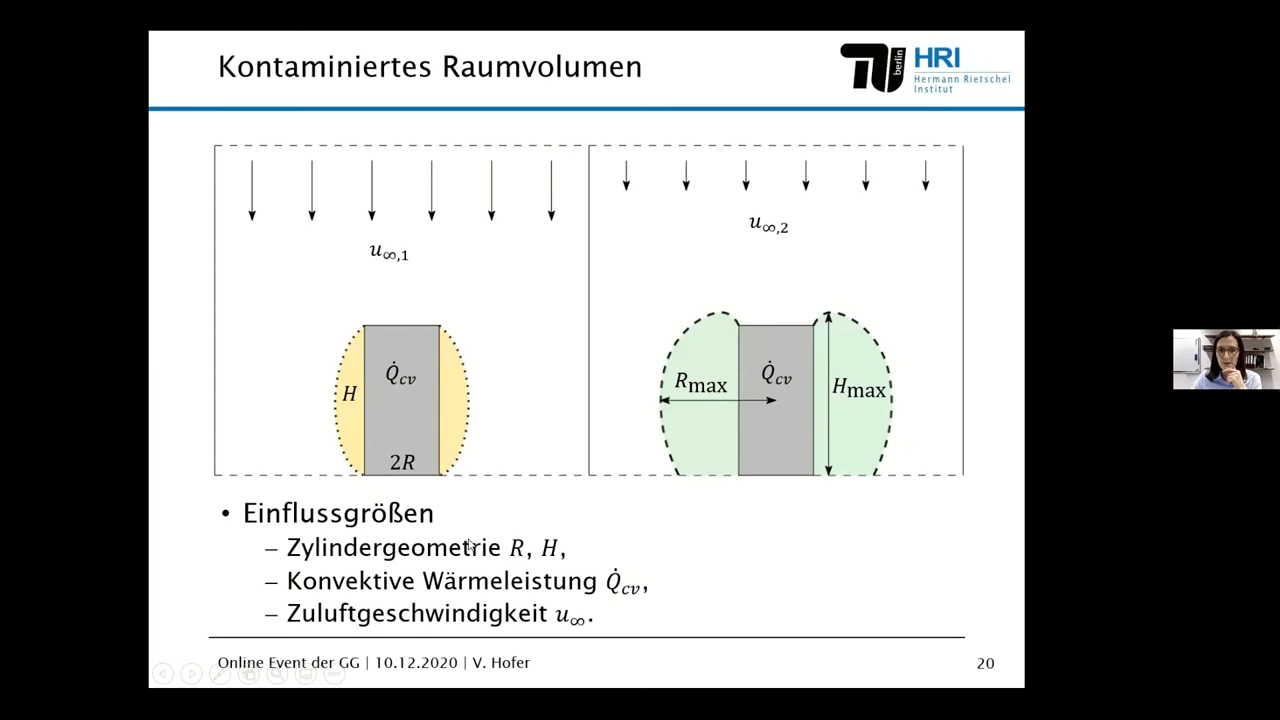 Kontaminiertes Raumvolumen
TU berlin
HRI
Hermann Rietschel
Institut
u∞,1
u∞,2
Q̇cv
H
2R
Q̇cv
Rmax
Hmax
• Einflussgrößen
– Zylindergeometrie R, H,
– Konvektive Wärmeleistung Q̇cv,
– Zuluftgeschwindigkeit u∞.
Online Event der GG | 10.12.2020 | V. Hofer
20